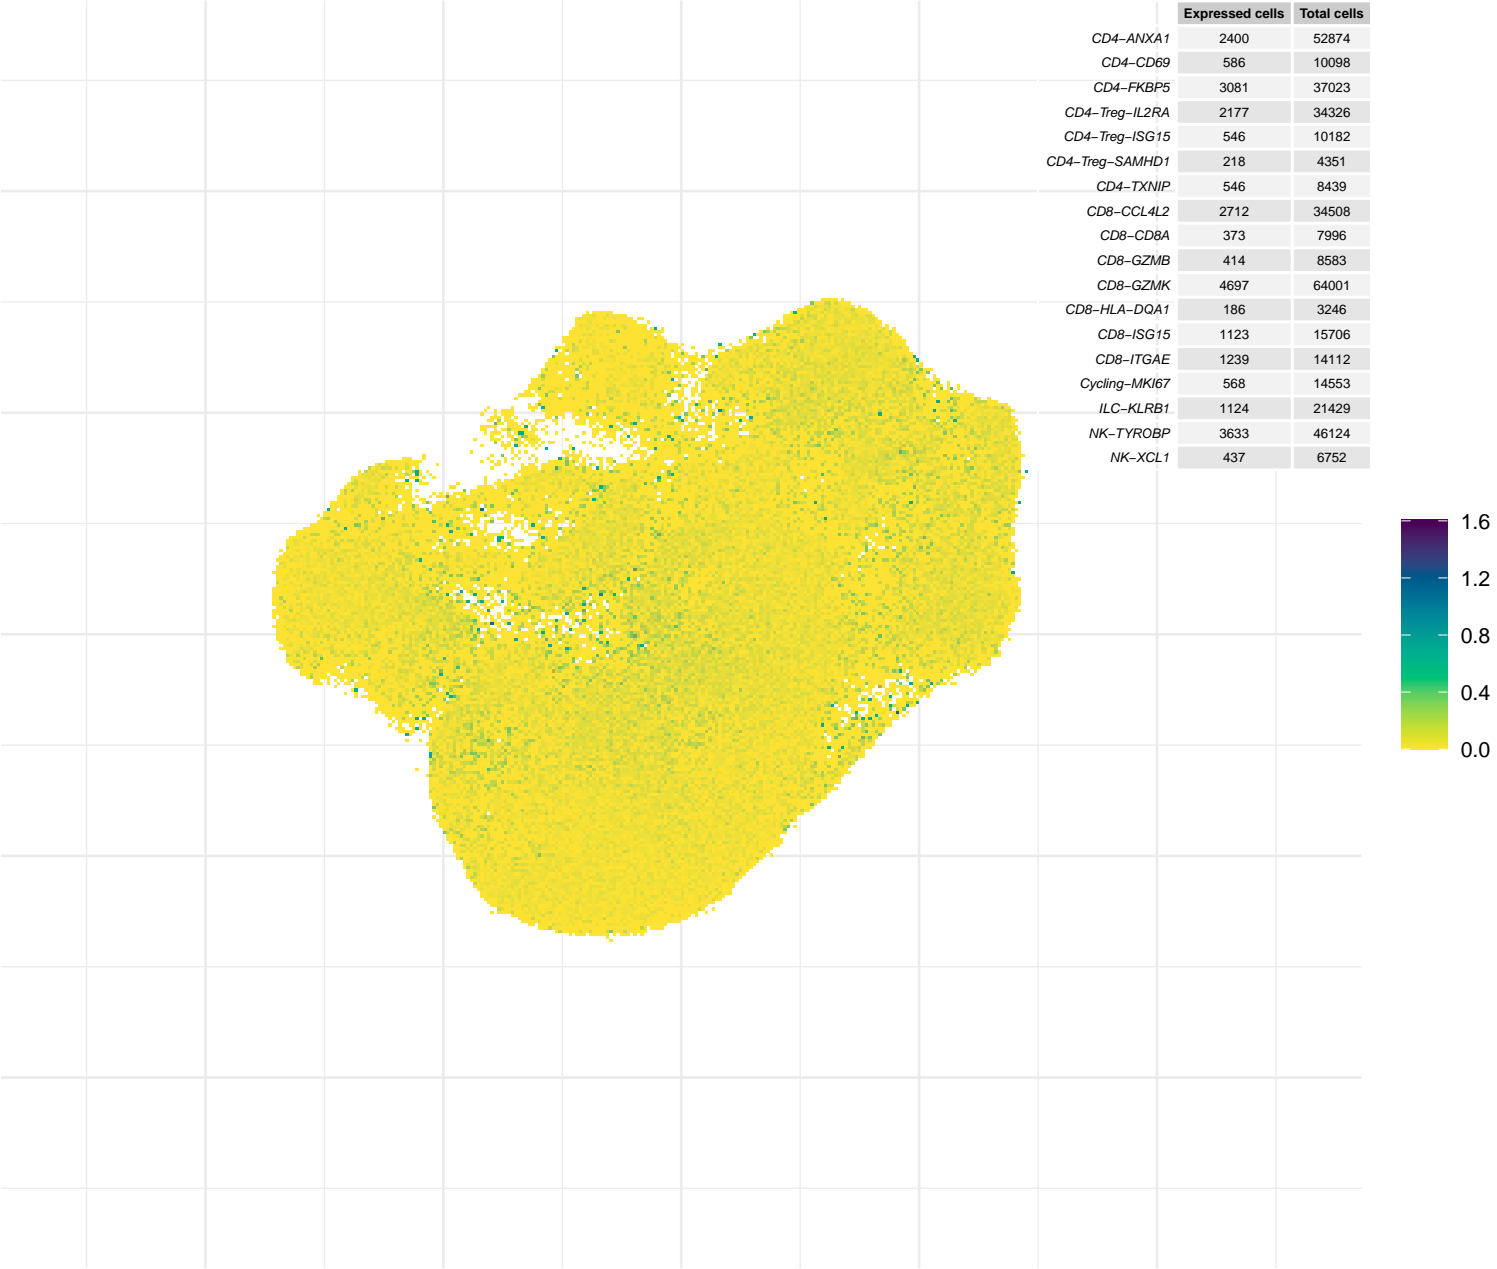 Expressed cells Total cells
CD4−ANXA1 2400 52874
CD4−CD69 586 10098
CD4−FKBP5 3081 37023
CD4−Treg−IL2RA 2177 34326
CD4−Treg−ISG15 546 10182
CD4−Treg−SAMHD1 218 4351
CD4−TXNIP 546 8439
CD8−CCL4L2 2712 34508
CD8−CD8A 373 7996
CD8−GZMB 414 8583
CD8−GZMK 4697 64001
CD8−HLA−DQA1 186 3246
CD8−ISG15 1123 15706
CD8−ITGAE 1239 14112
Cycling−MKI67 568 14553
ILC−KLRB1 1124 21429
NK−TYROBP 3633 46124
NK−XCL1 437 6752
1.6
1.2
0.8
0.4
0.0